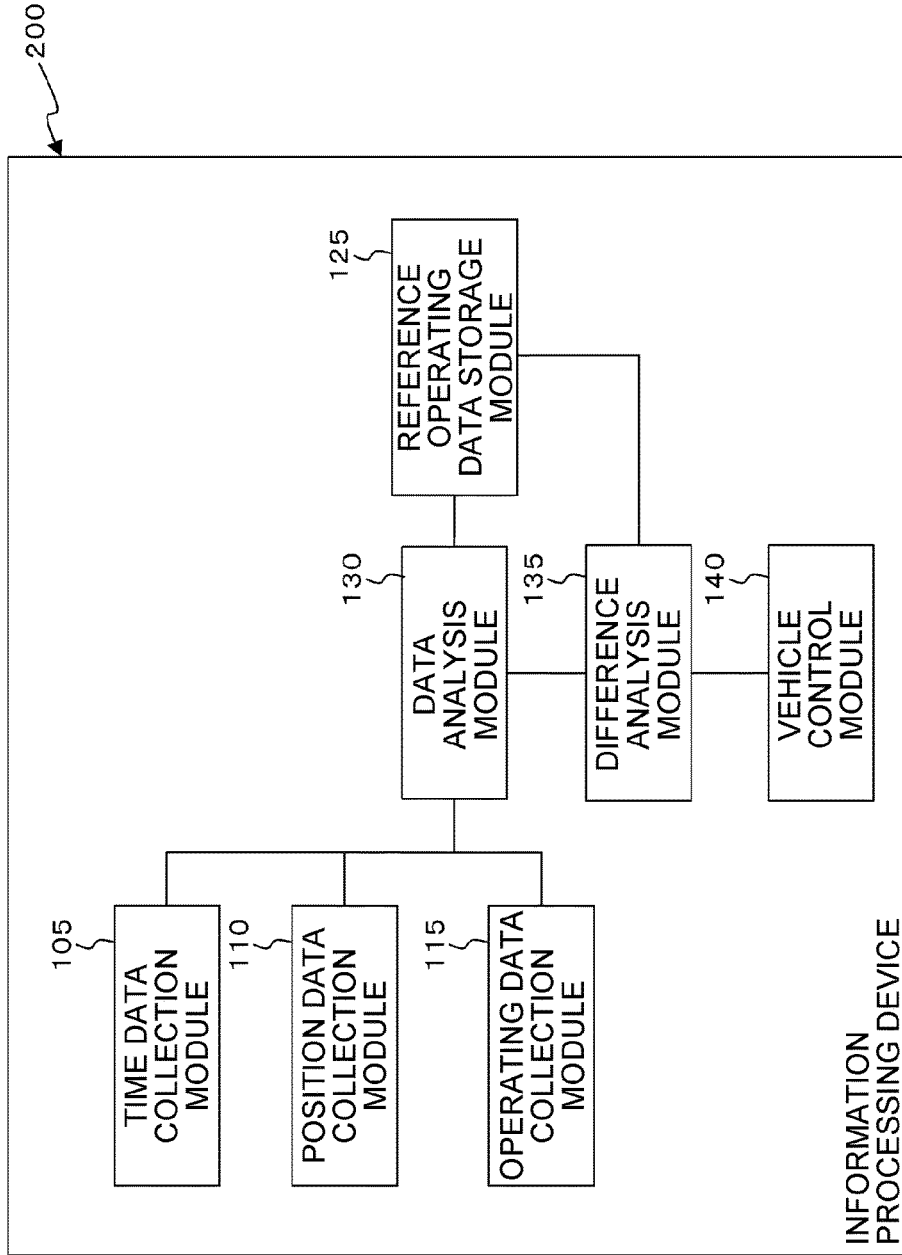 200
105
TIME DATA
COLLECTION
MODULE
110
POSITION DATA
COLLECTION
MODULE
115
OPERATING DATA
COLLECTION
MODULE
130
DATA
ANALYSIS
MODULE
125
REFERENCE
OPERATING
DATA STORAGE
MODULE
135
DIFFERENCE
ANALYSIS
MODULE
140
VEHICLE
CONTROL
MODULE
INFORMATION
PROCESSING DEVICE